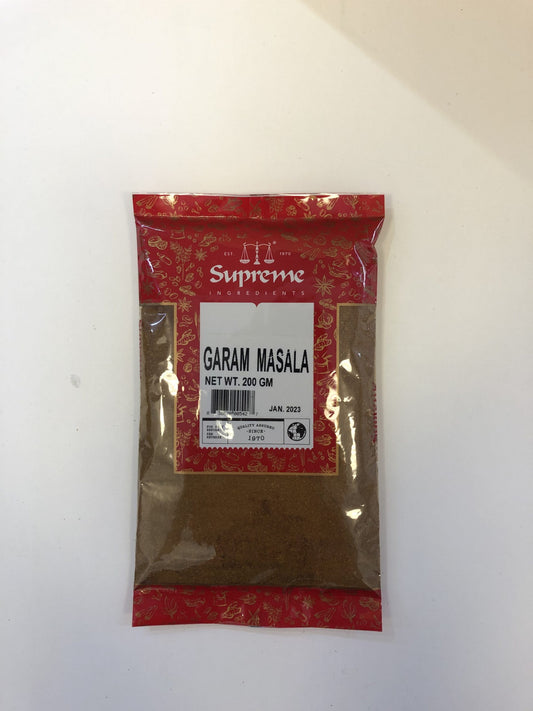 EST. 1970
Supreme
INGREDIENTS
GARAM MASALA
NET WT. 200 GM
JAN. 2023
QUALITY ASSURED
-SINCE-
1970